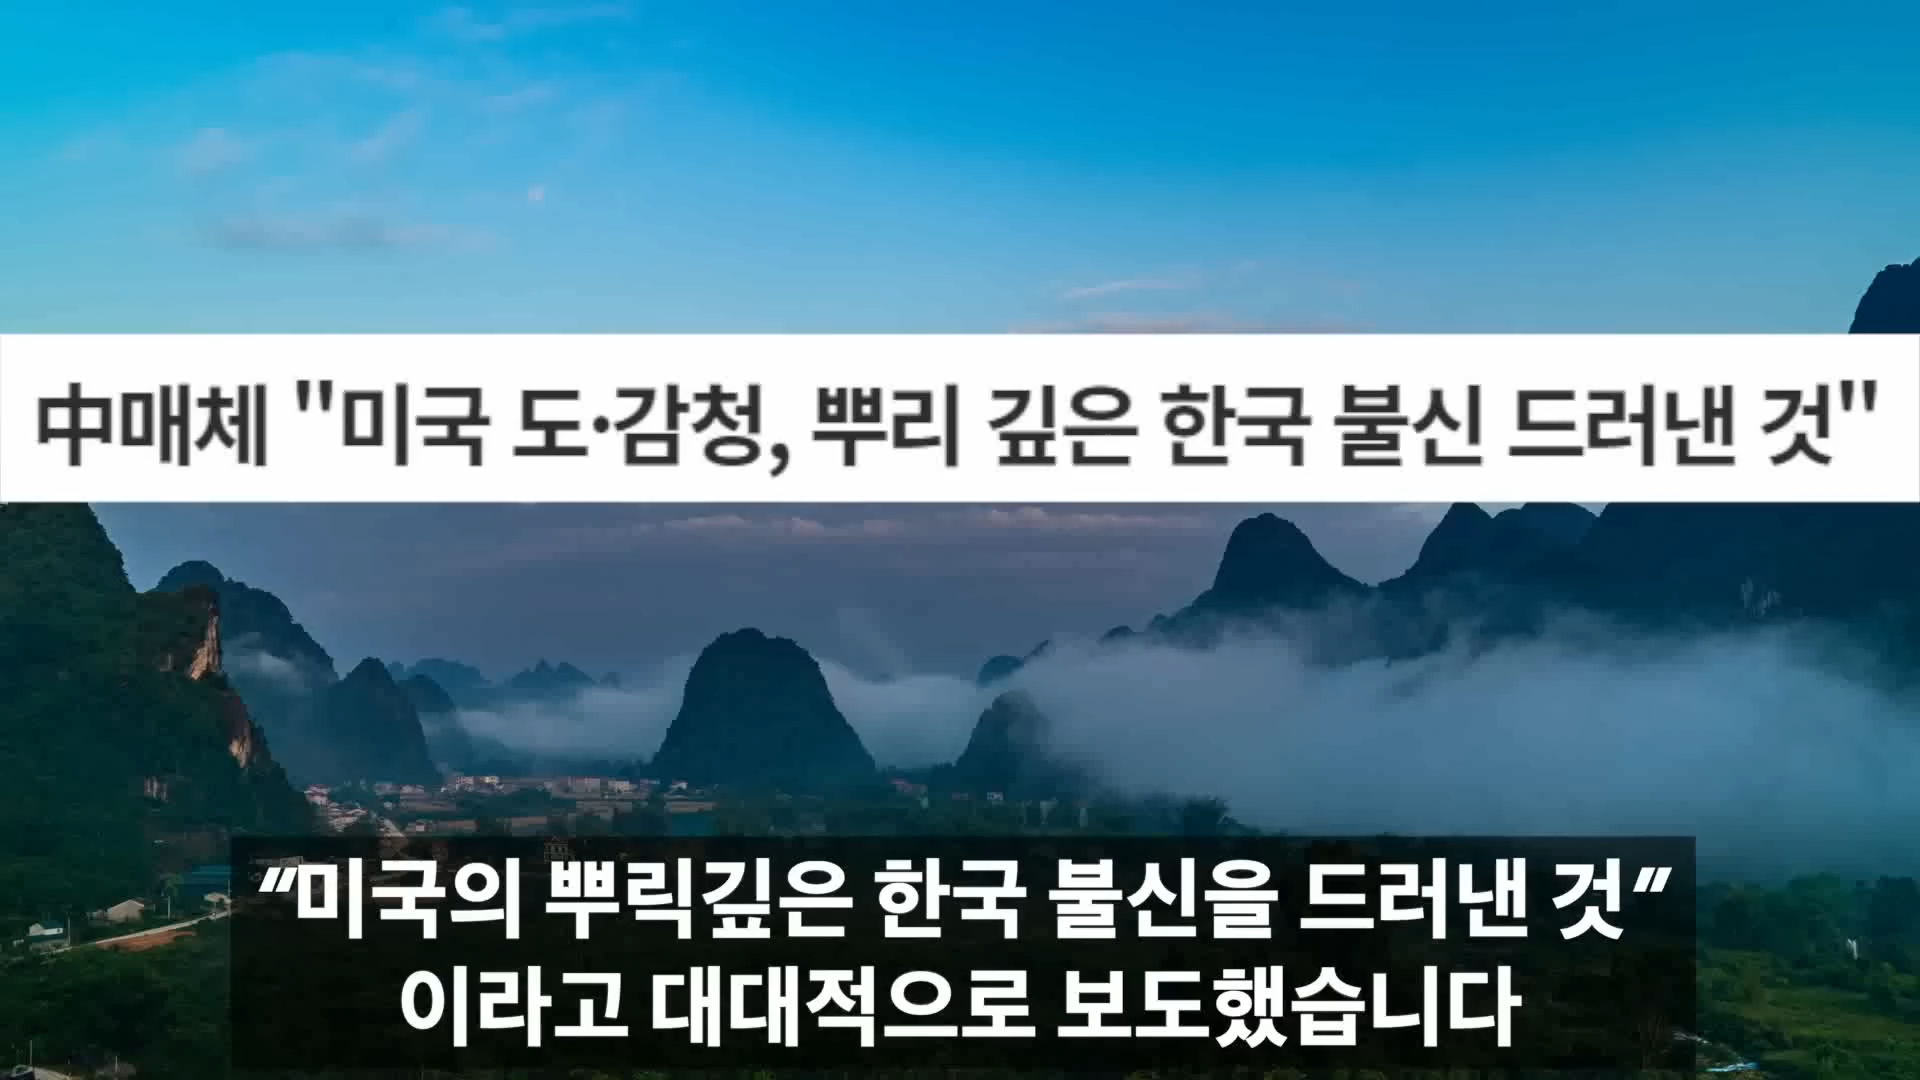 中매체 "미국 도·감청, 뿌리 깊은 한국 불신 드러낸 것"
“미국의 뿌릭깊은 한국 불신을 드러낸 것”
이라고 대대적으로 보도했습니다